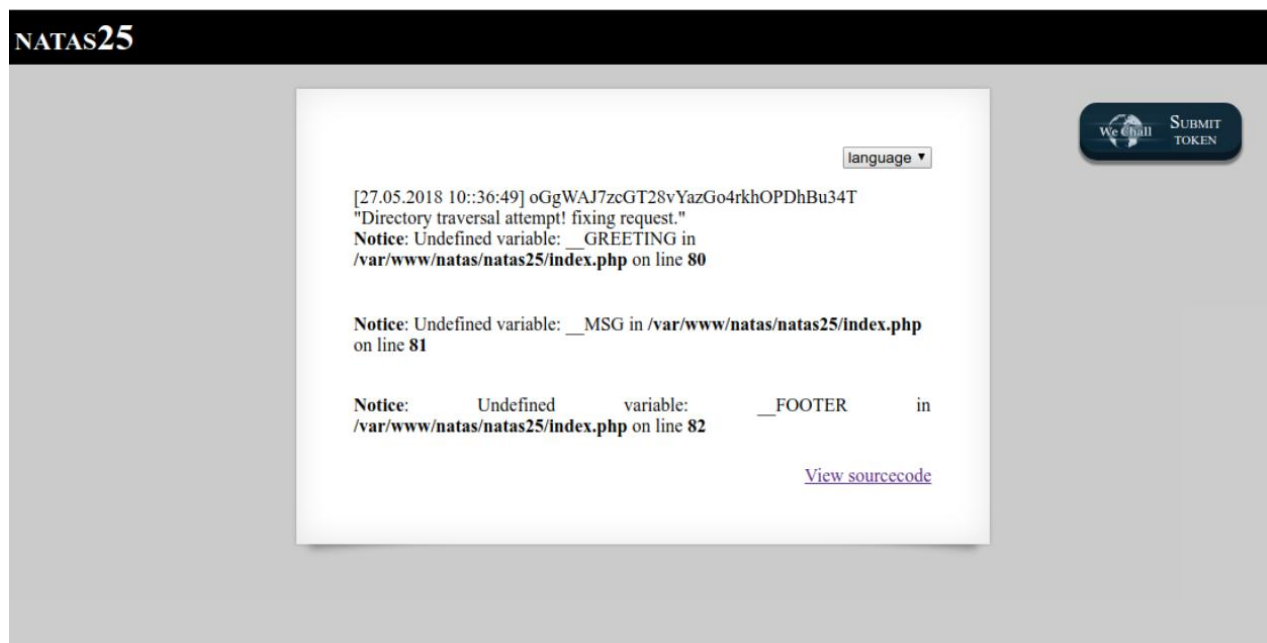 NATAS25
We Chall SUBMIT
TOKEN
language ▼
[27.05.2018 10::36:49] oGgWAJ7zcGT28vYazGo4rkhOPDhBu34T
"Directory traversal attempt! fixing request."
Notice: Undefined variable: __GREETING in
/var/www/natas/natas25/index.php on line 80
Notice: Undefined variable: __MSG in /var/www/natas/natas25/index.php
on line 81
Notice: Undefined variable: __FOOTER in
/var/www/natas/natas25/index.php on line 82
View sourcecode